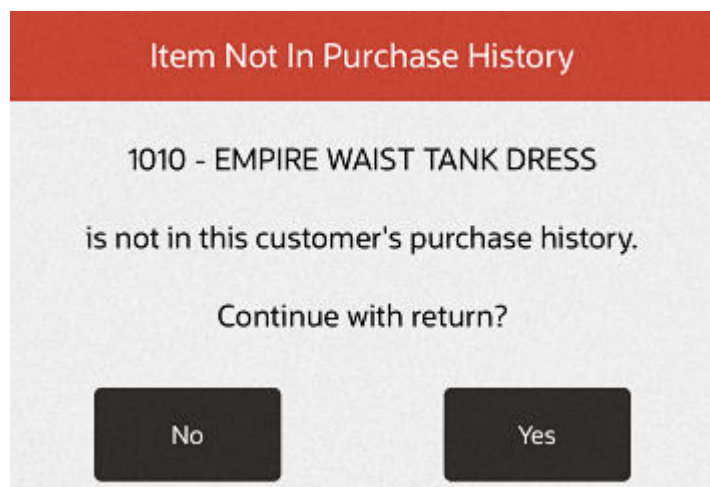 Item Not In Purchase History
1010 - EMPIRE WAIST TANK DRESS
is not in this customer's purchase history.
Continue with return?
No
Yes